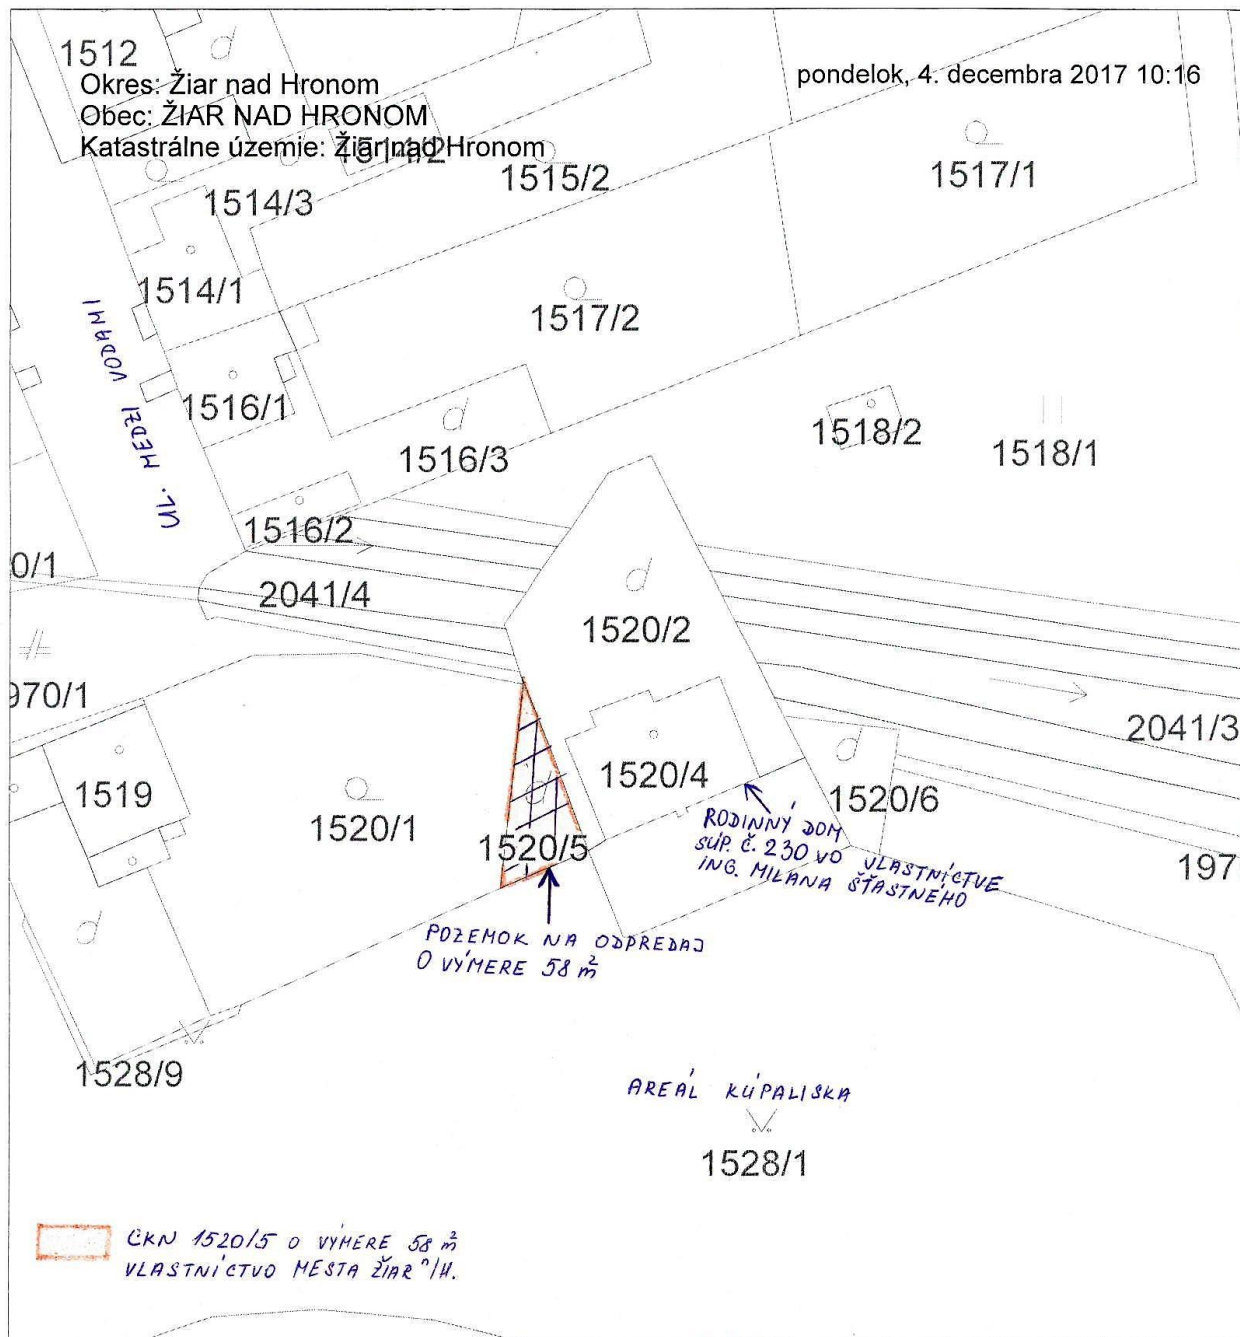 1512
Okres: Žiar nad Hronom
pondelok, 4. decembra 2017 10:16
Obec: ŽIAR NAD HRONOM
Katastrálne územie: Žiar nad Hronom
1514/2
1515/2
1517/1
1514/3
1514/1
1517/2
UL. MEDZI VODAMI
1516/1
1516/3
1518/2
1518/1
1516/2
0/1
2041/4
1520/2
970/1
2041/3
1519
1520/4
1520/6
1520/1
1520/5
RODINNÝ DOM
SÚP. Č. 230 VO VLASTNÍCTVE
ING. MILANA ŠŤASTNÉHO
197
POZEMOK NA ODPREDAJ
O VÝMERE 58 m²
1528/9
AREÁL KÚPALISKA
1528/1
CKN 1520/5 O VÝMERE 58 m²
VLASTNÍCTVO MESTA ŽIAR n/H.